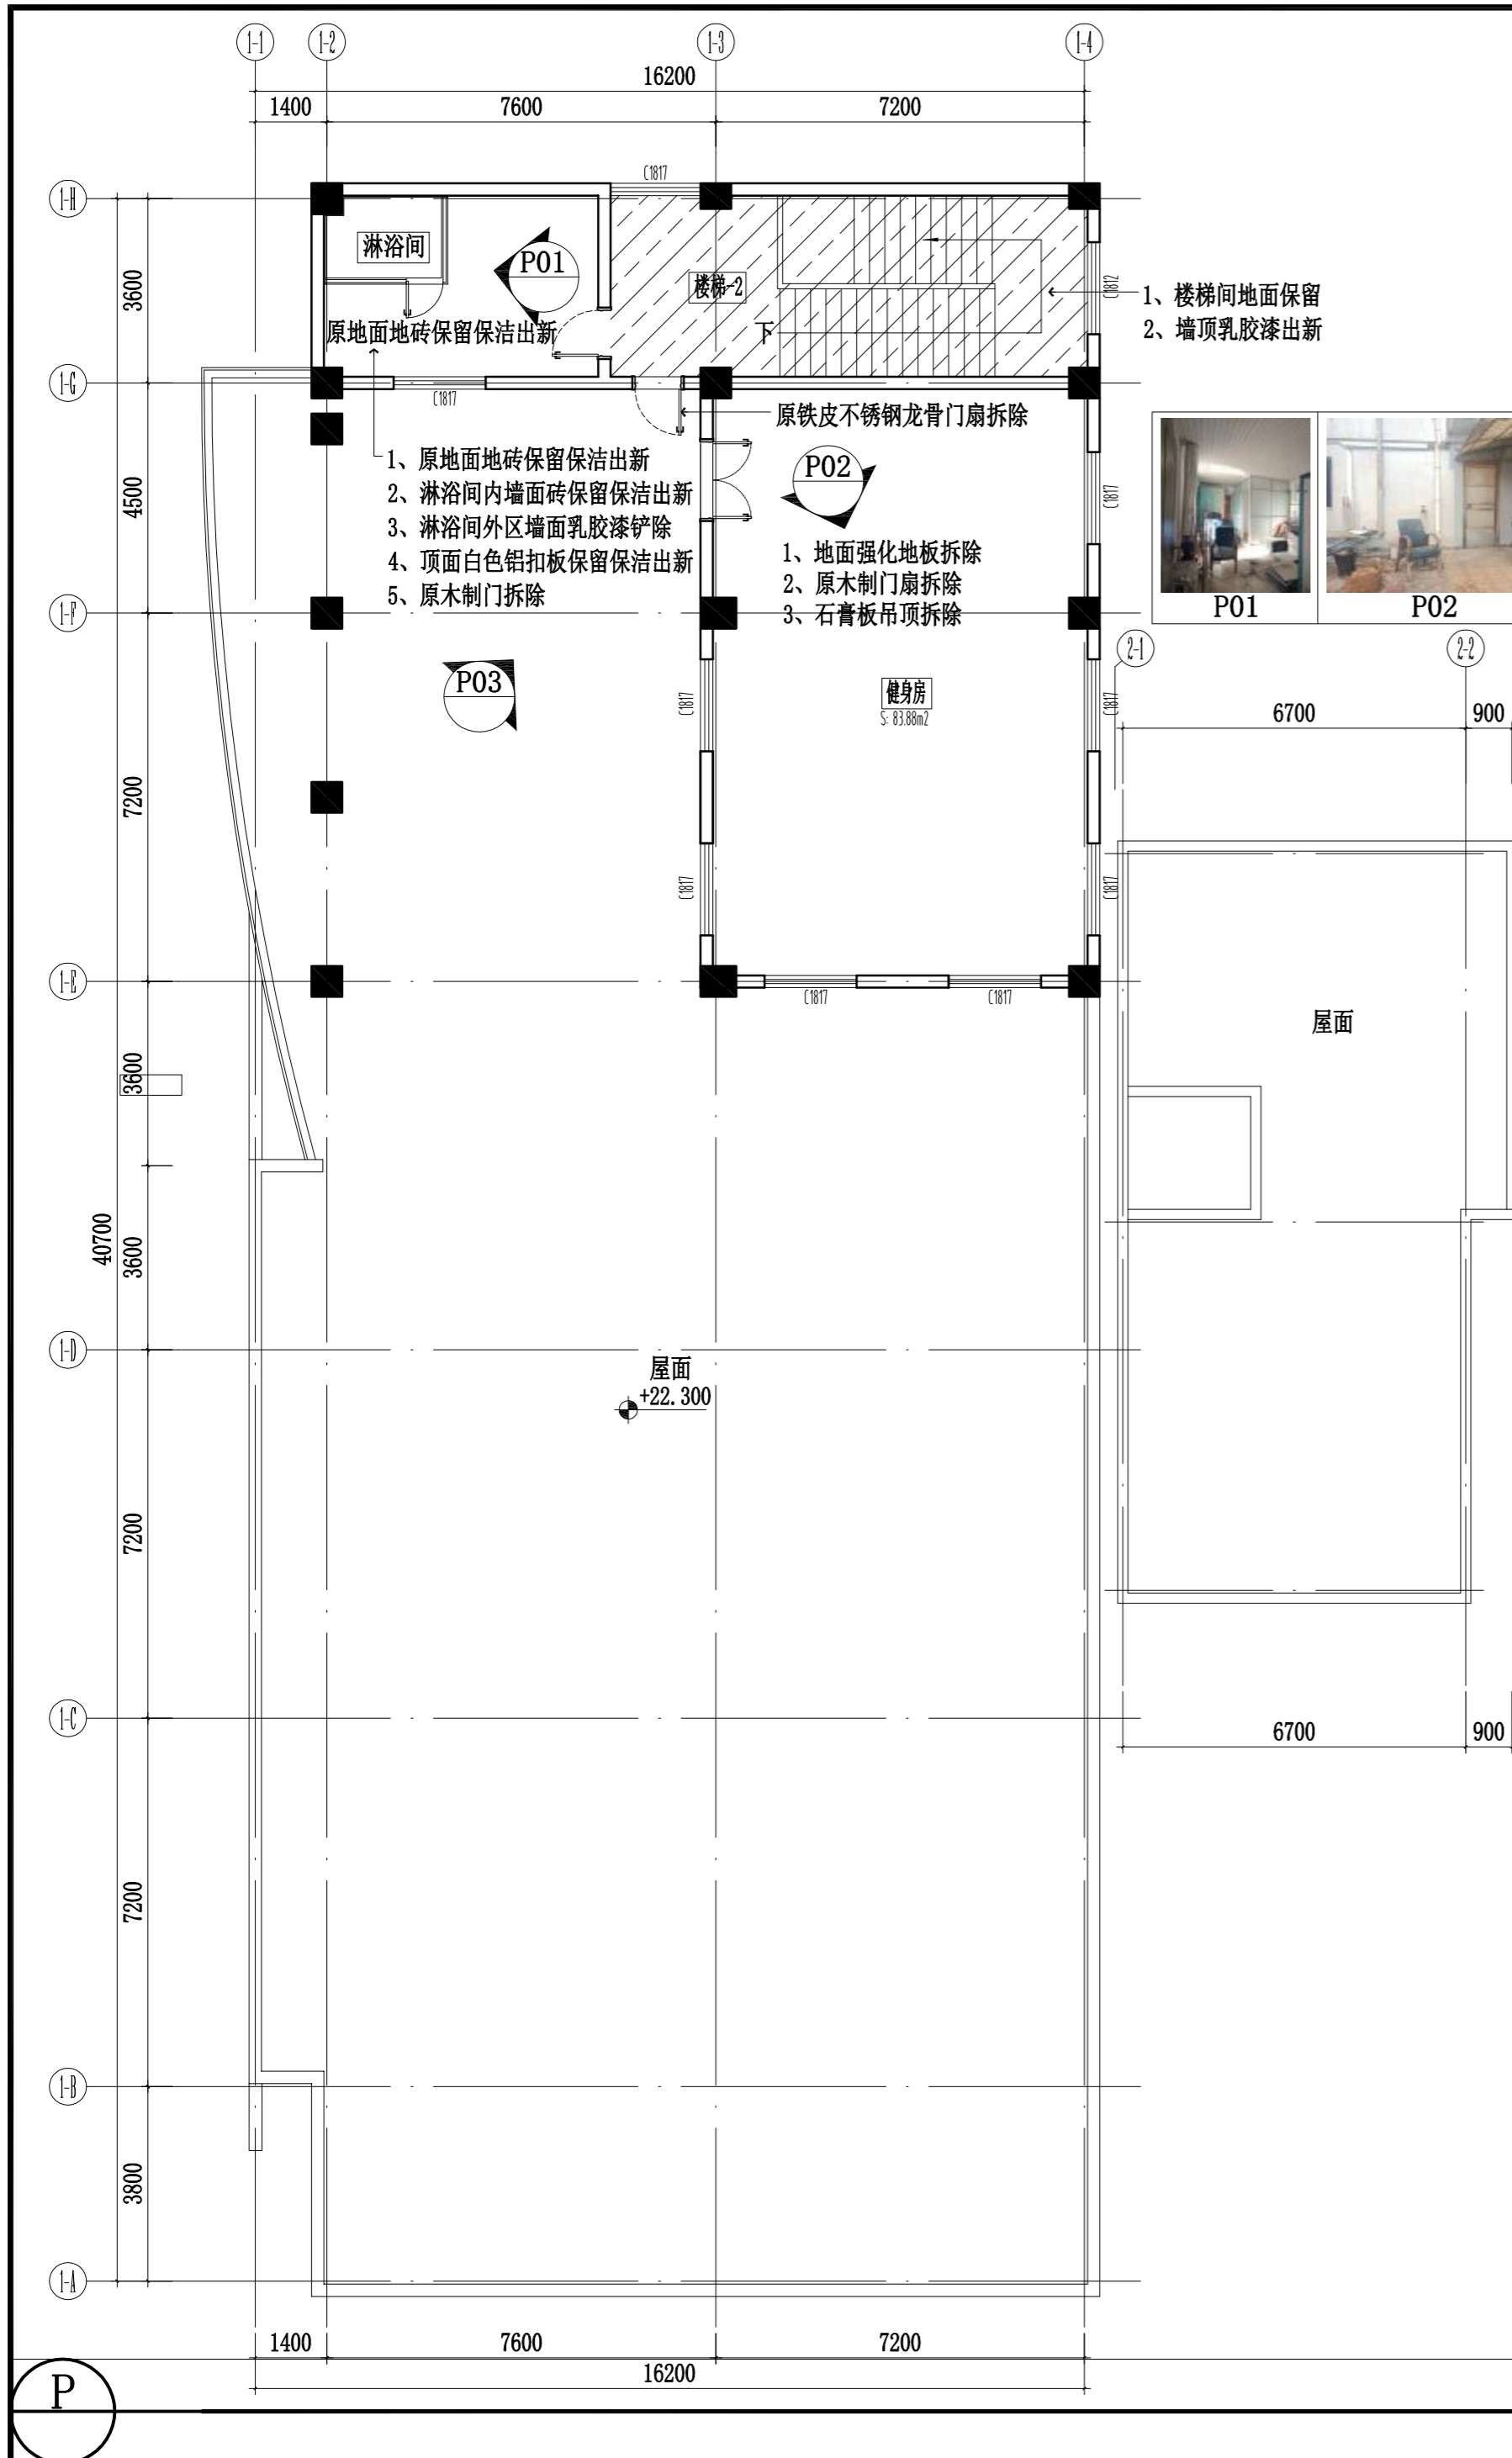 1-1
1-2
1-3
1-4
16200
1400
7600
7200
1-H
1-G
1-F
1-E
1-D
1-C
1-B
1-A
3600
4500
7200
3600
3600
7200
7200
3800
40700
C1817
淋浴间
P01
楼梯-2
下
C1812
1、楼梯间地面保留
2、墙顶乳胶漆出新
原地面地砖保留保洁出新
C1817
原铁皮不锈钢龙骨门扇拆除
1、原地面地砖保留保洁出新
2、淋浴间内墙面砖保留保洁出新
3、淋浴间外区墙面乳胶漆铲除
4、顶面白色铝扣板保留保洁出新
5、原木制门拆除
P02
C1817
1、地面强化地板拆除
2、原木制门扇拆除
3、石膏板吊顶拆除
P01
P02
P03
健身房
S: 83.88m2
C1817
C1817
C1817
C1817
C1817
C1817
2-1
2-2
6700
900
屋面
6700
900
屋面
+22.300
1400
7600
7200
16200
P